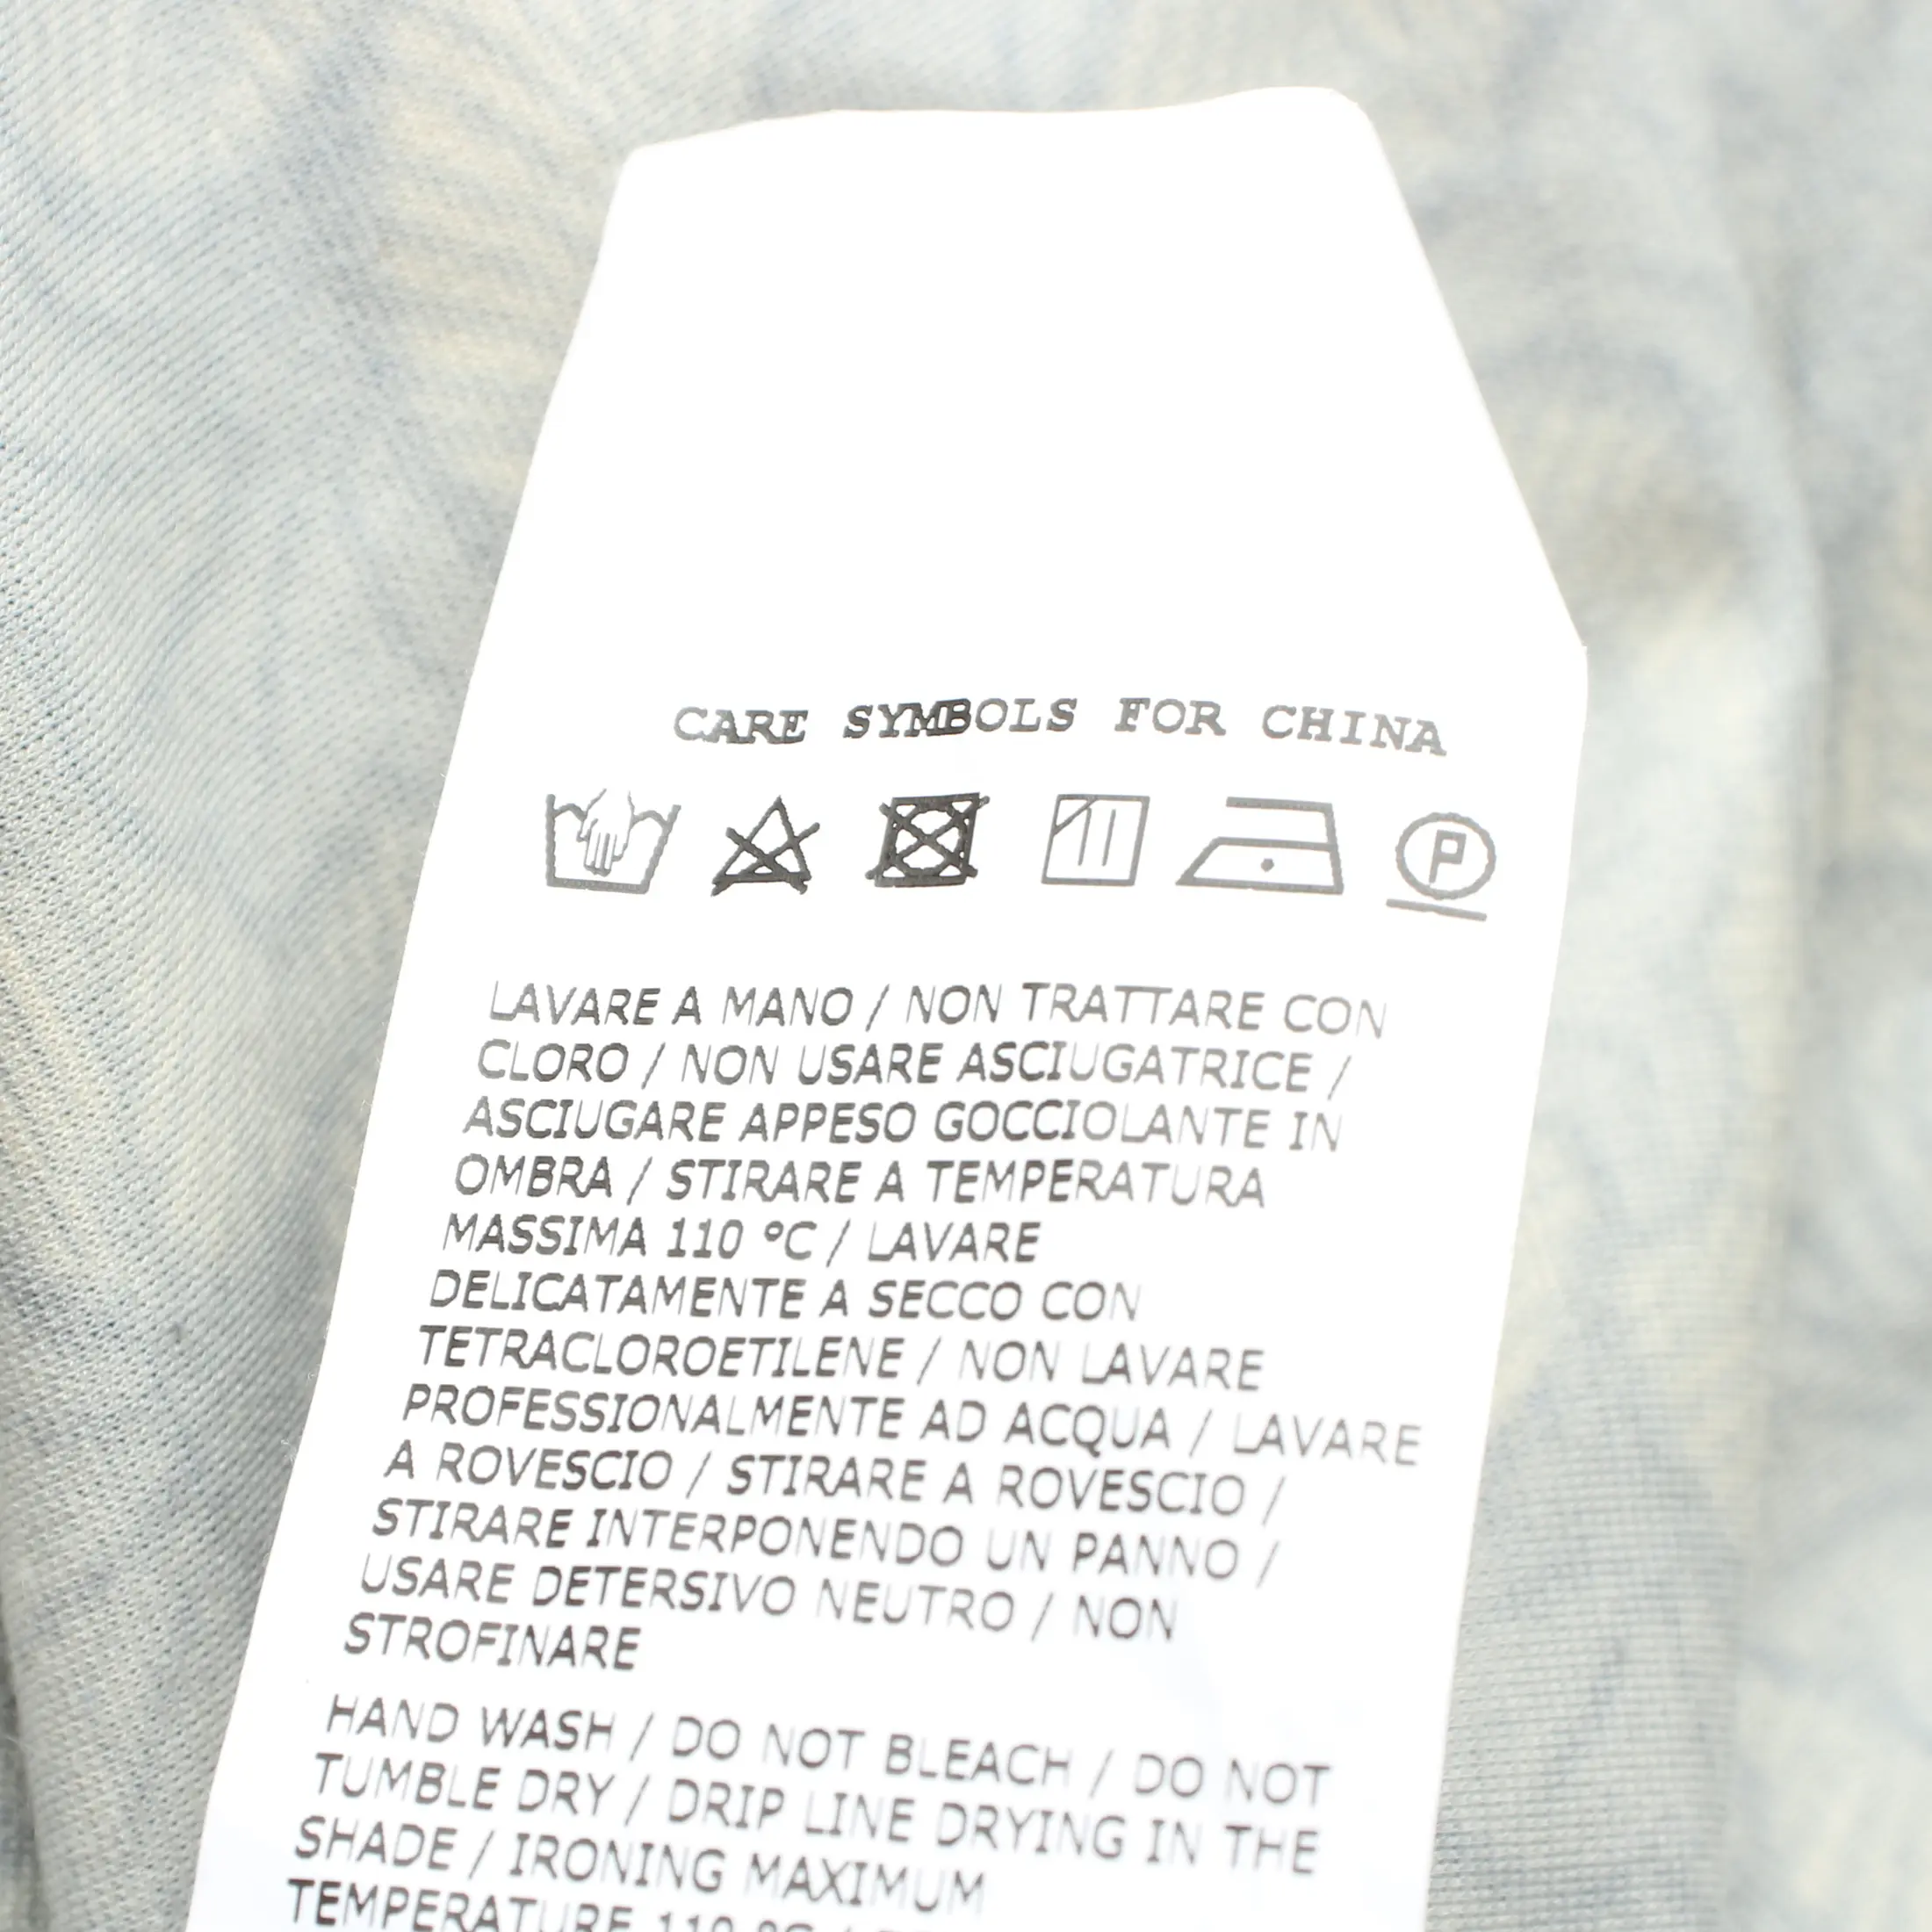 CARE SYMBOLS FOR CHINA
P
LAVARE A MANO / NON TRATTARE CON
CLORO / NON USARE ASCIUGATRICE /
ASCIUGARE APPESO GOCCIOLANTE IN
OMBRA / STIRARE A TEMPERATURA
MASSIMA 110 °C / LAVARE
DELICATAMENTE A SECCO CON
TETRACLOROETILENE / NON LAVARE
PROFESSIONALMENTE AD ACQUA / LAVARE
A ROVESCIO / STIRARE A ROVESCIO /
STIRARE INTERPONENDO UN PANNO /
USARE DETERSIVO NEUTRO / NON
STROFINARE
HAND WASH / DO NOT BLEACH / DO NOT
TUMBLE DRY / DRIP LINE DRYING IN THE
SHADE / IRONING MAXIMUM
TEMPERATURE 110 °C /